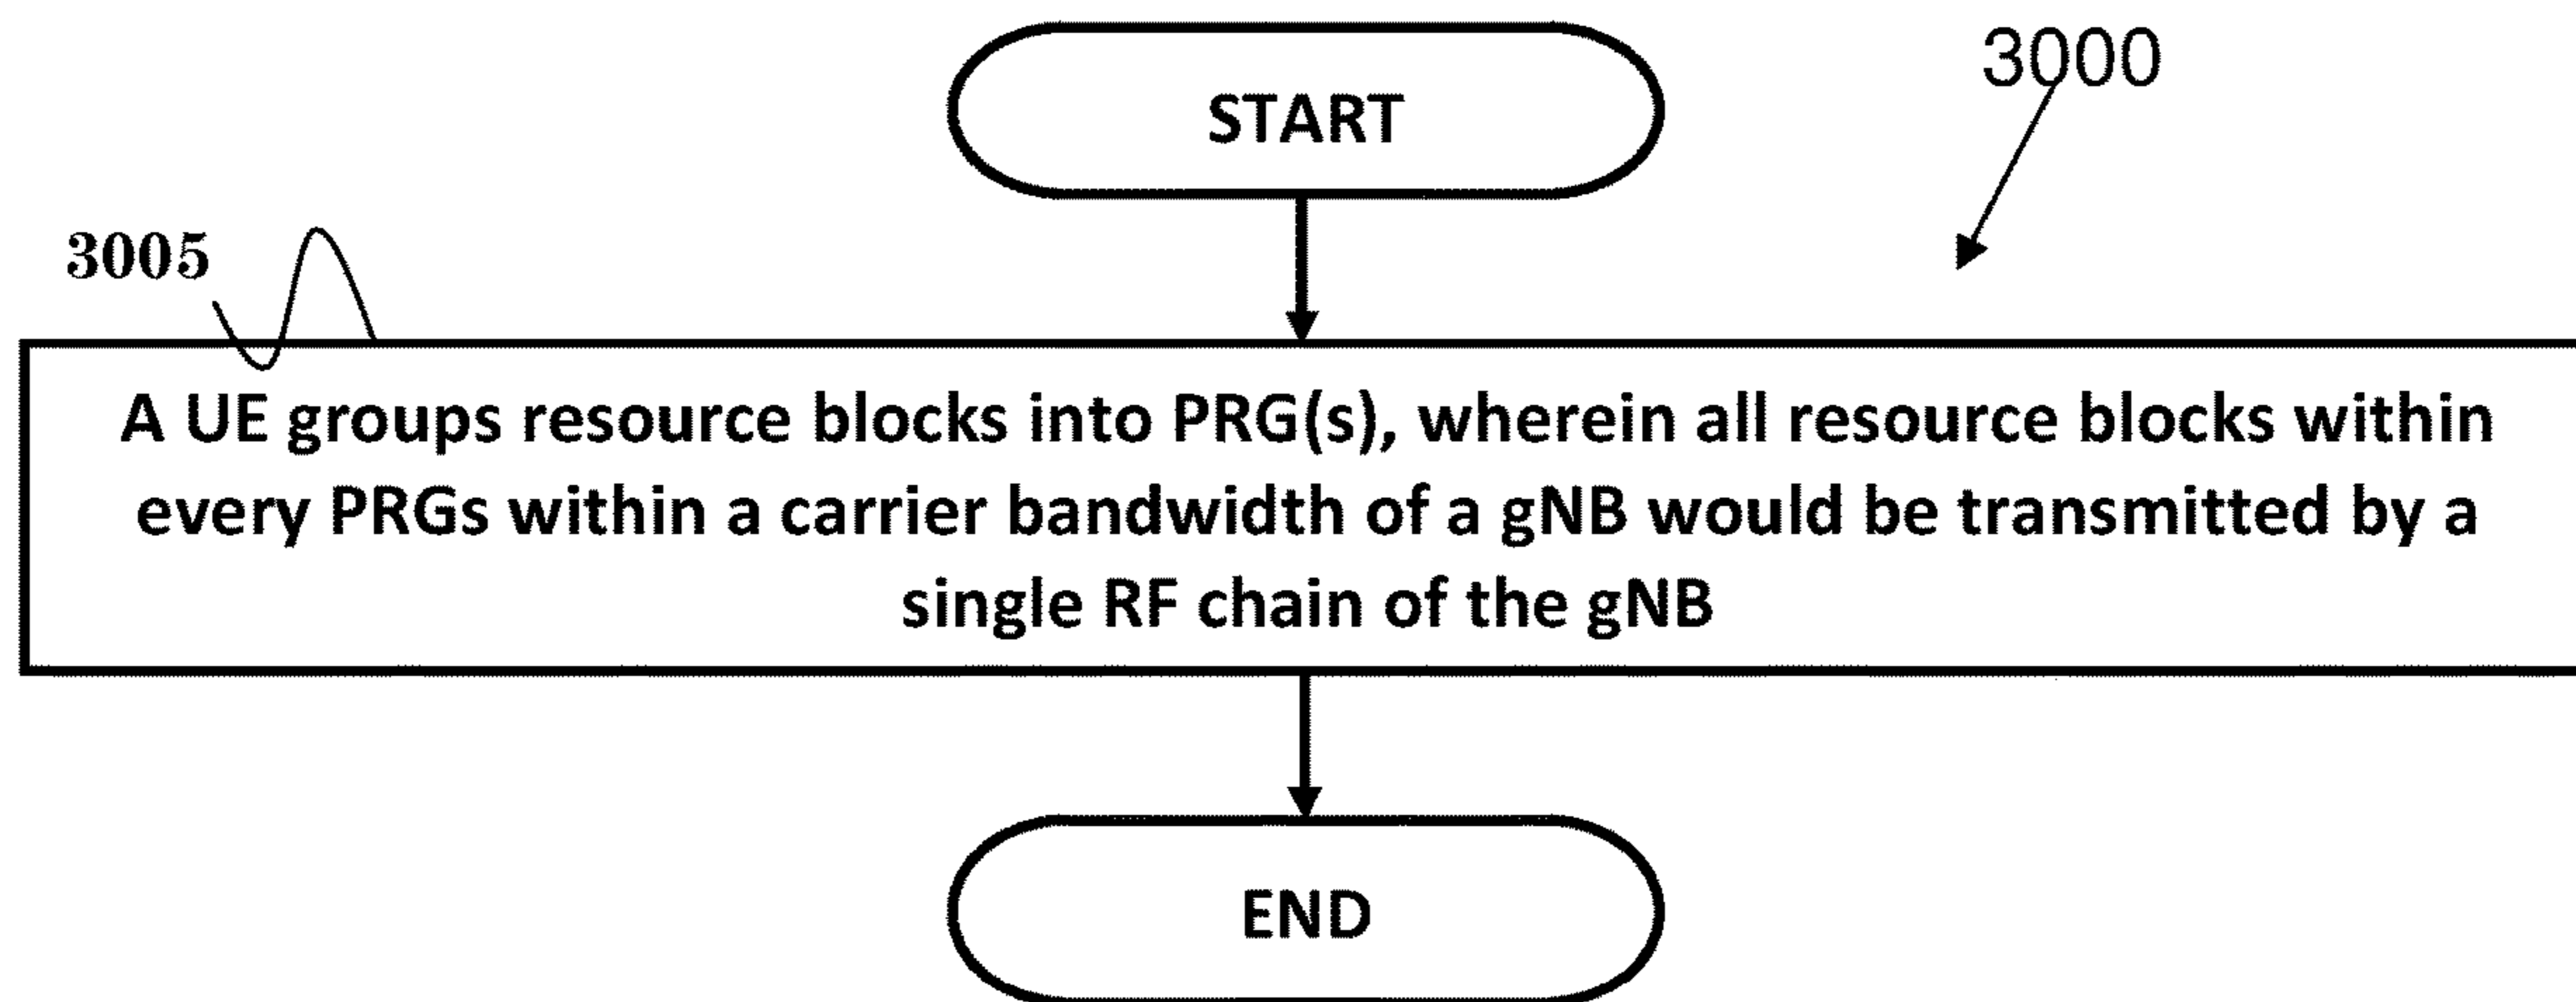 START
3000
3005
A UE groups resource blocks into PRG(s), wherein all resource blocks within
every PRGs within a carrier bandwidth of a gNB would be transmitted by a
single RF chain of the gNB
END